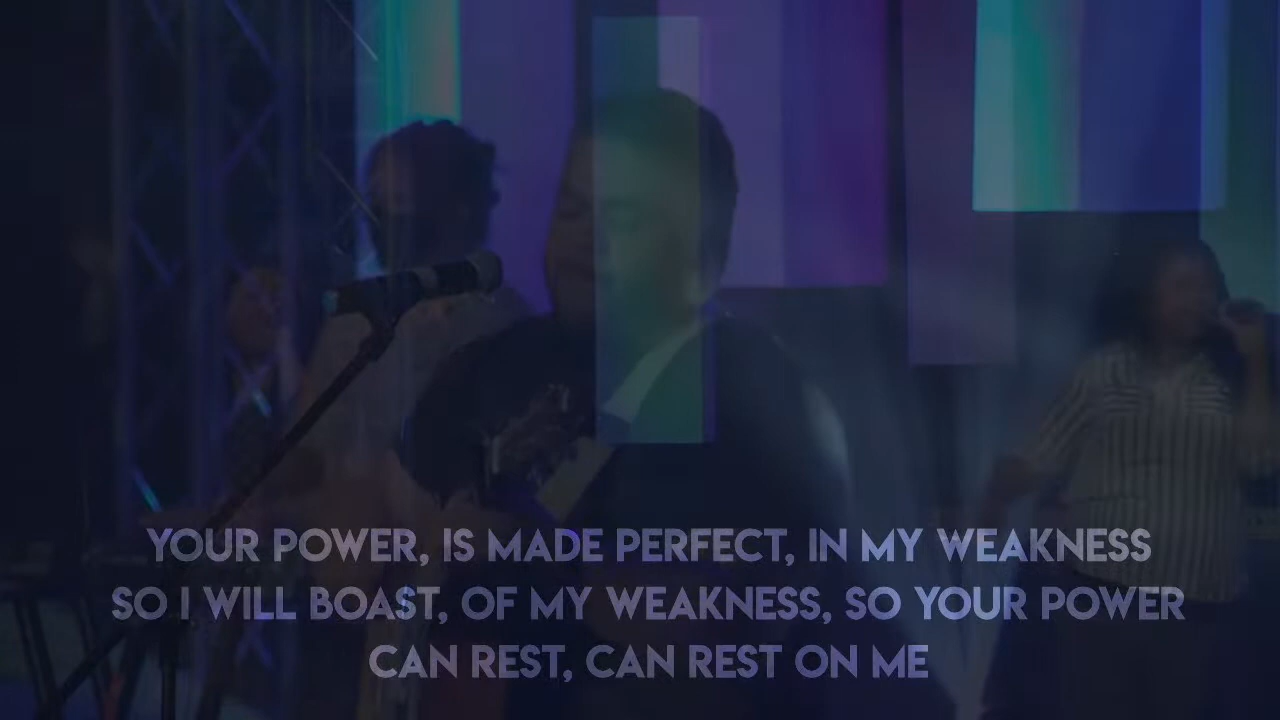 YOUR POWER, IS MADE PERFECT, IN MY WEAKNESS
SO I WILL BOAST, OF MY WEAKNESS, SO YOUR POWER
CAN REST, CAN REST ON ME